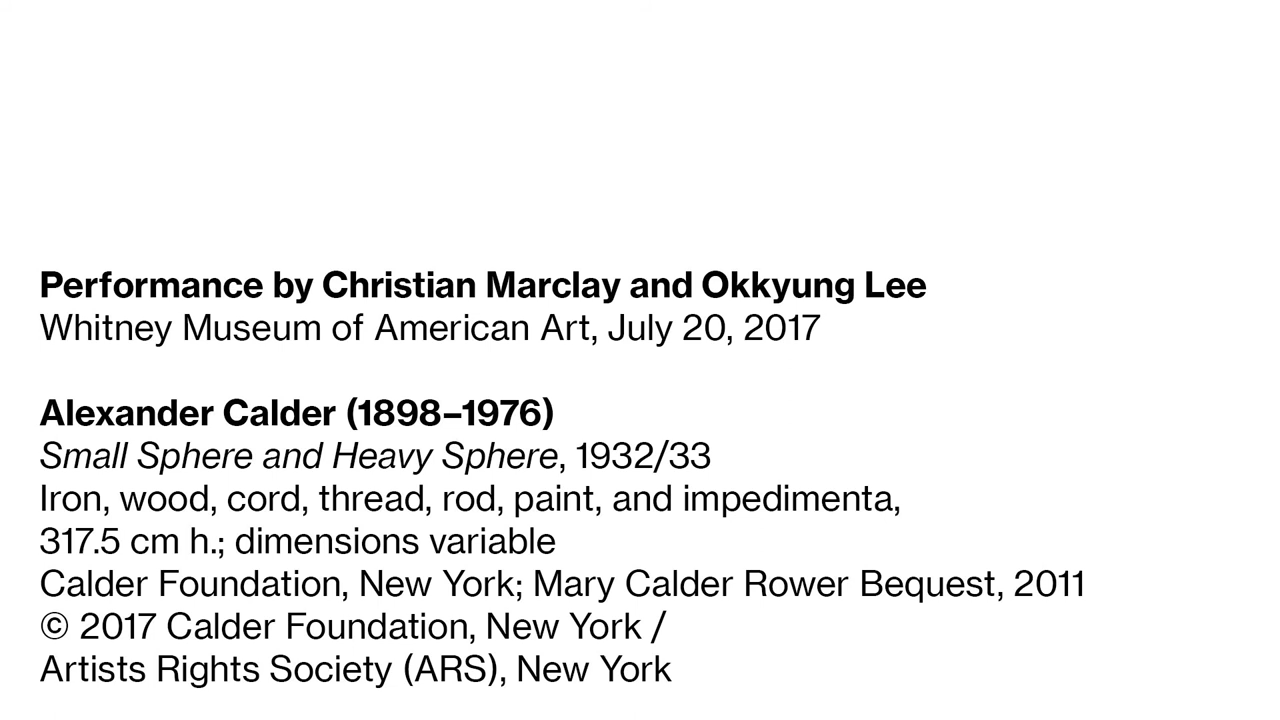 Performance by Christian Marclay and Okkyung Lee
Whitney Museum of American Art, July 20, 2017
Alexander Calder (1898–1976)
Small Sphere and Heavy Sphere, 1932/33
Iron, wood, cord, thread, rod, paint, and impedimenta,
317.5 cm h.; dimensions variable
Calder Foundation, New York; Mary Calder Rower Bequest, 2011
© 2017 Calder Foundation, New York /
Artists Rights Society (ARS), New York